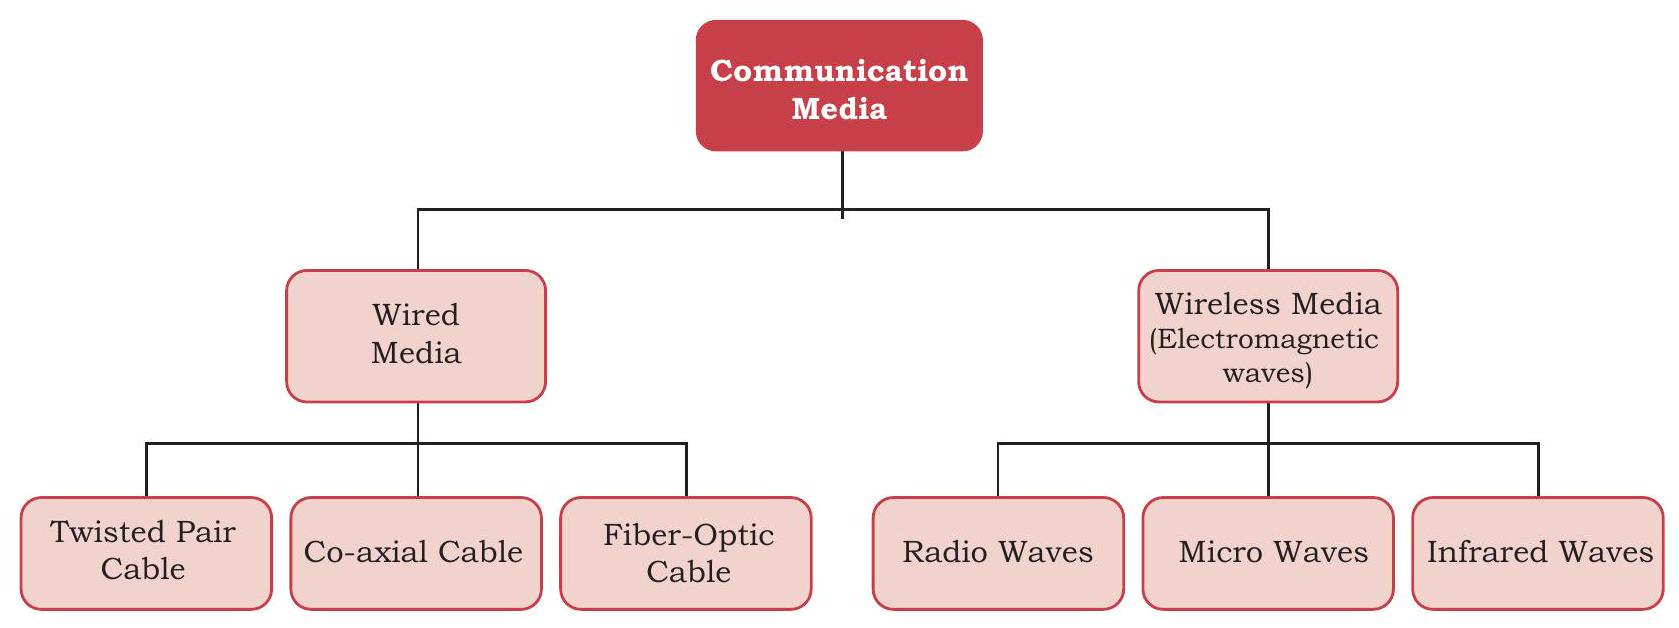 Communication
Media
Wired
Media
Wireless Media
(Electromagnetic
waves)
Twisted Pair
Cable
Co-axial Cable
Fiber-Optic
Cable
Radio Waves
Micro Waves
Infrared Waves